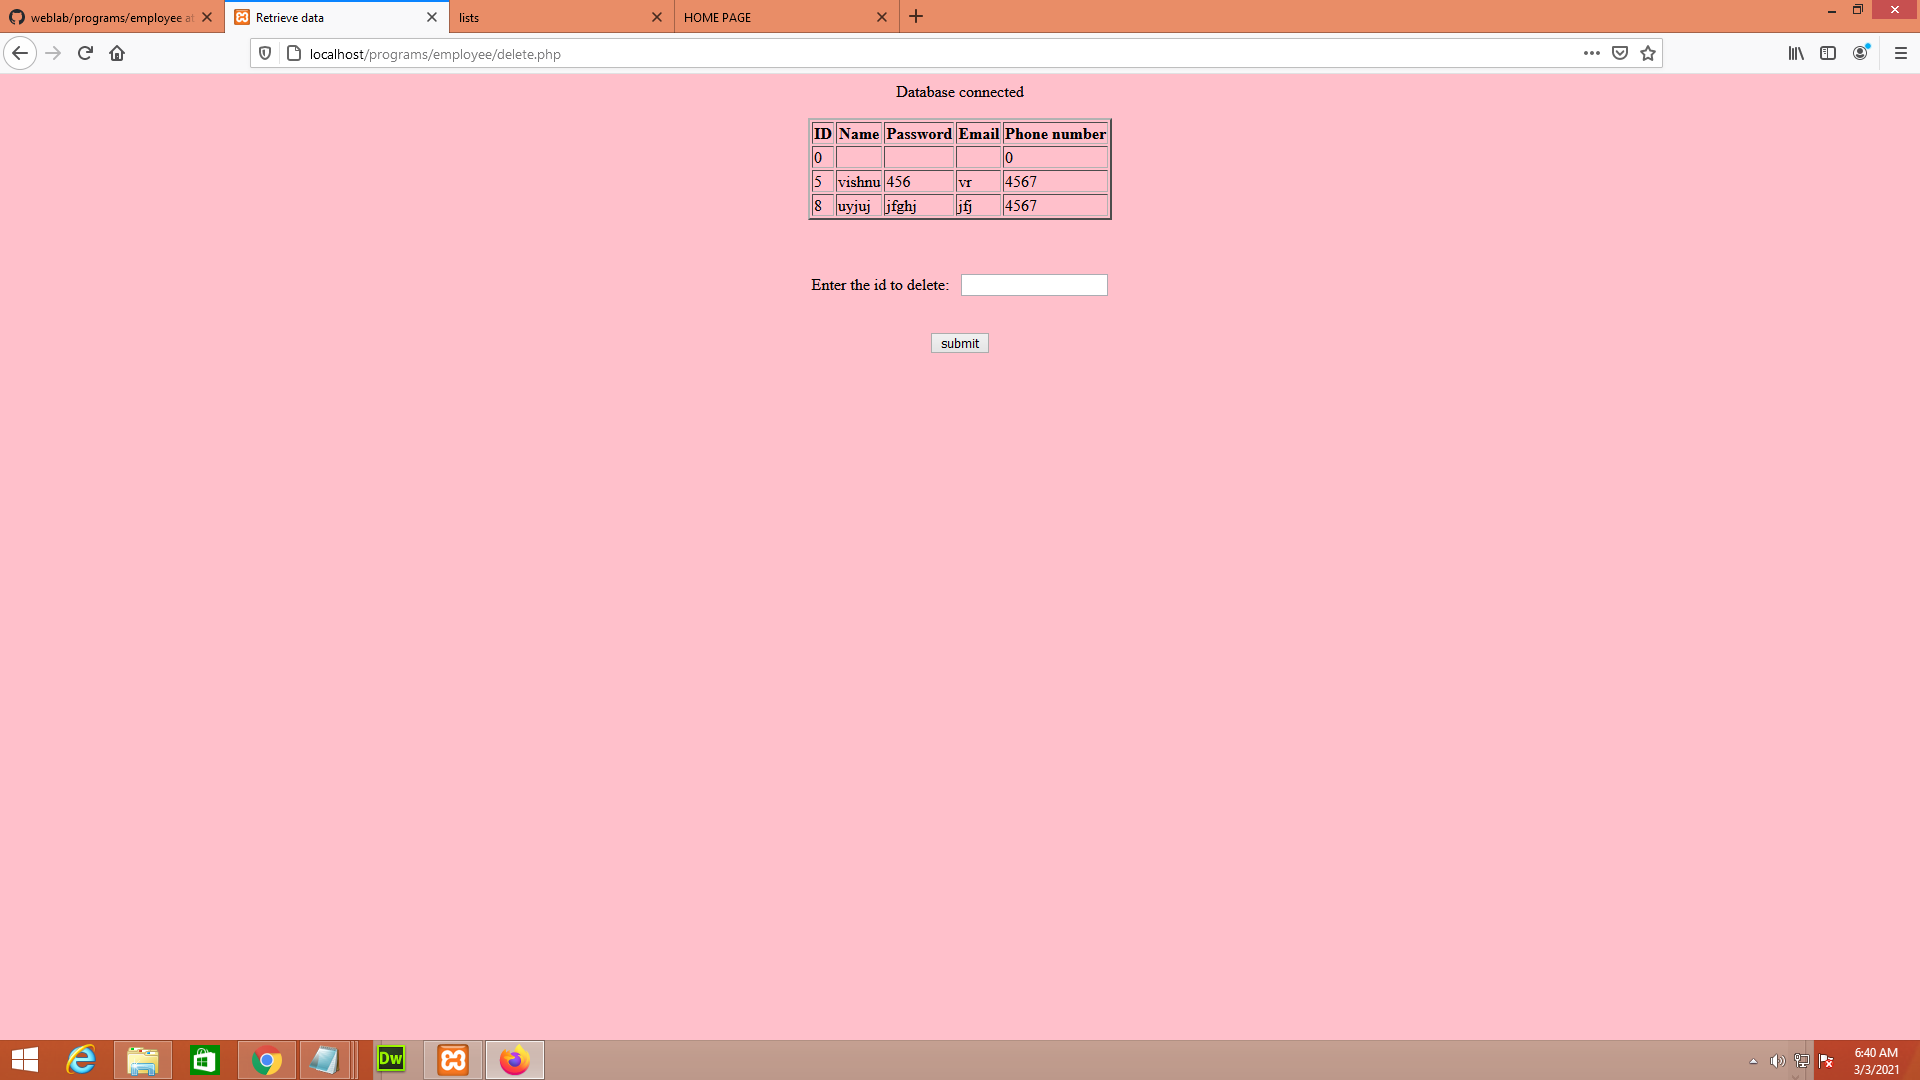 weblab/programs/employee a
Retrieve data
lists
HOME PAGE
localhost/programs/employee/delete.php
Database connected
ID Name Password Email Phone number
0 0
5 vishnu 456 vr 4567
8 uyjuj jfghj jfj 4567
Enter the id to delete:
submit
Dw
6:40 AM
3/3/2021